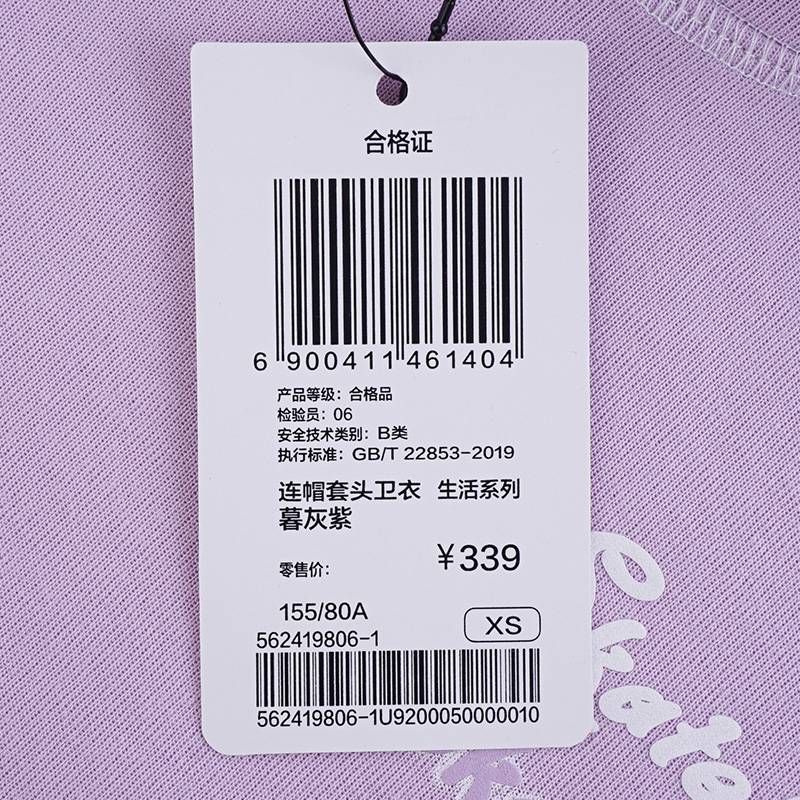 合格证
6 900411 461404
产品等级：合格品
检验员：06
安全技术类别：B类
执行标准：GB/T 22853-2019
连帽套头卫衣 生活系列
暮灰紫
零售价： ¥339
155/80A
XS
562419806-1
562419806-1U9200050000010